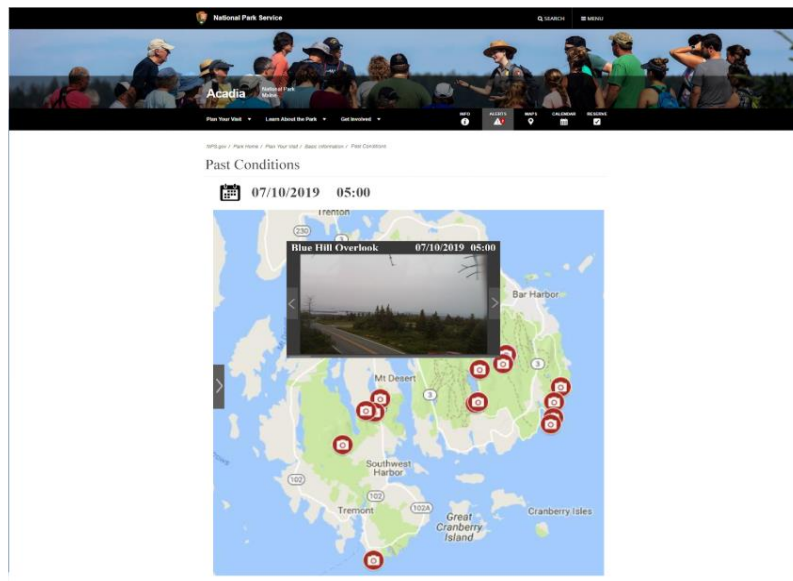 National Park Service
SEARCH
MENU
Acadia
National Park
Maine
Plan Your Visit
Learn About the Park
Get Involved
INFO
ALERTS
MAPS
CALENDAR
RESERVE
NPS.gov / Park Home / Plan Your Visit / Basic Information / Past Conditions
Past Conditions
07/10/2019 05:00
Trenton
230
3
Blue Hill Overlook 07/10/2019 05:00
Bar Harbor
3
Mt Desert
3
Southwest
Harbor
102
102
Tremont
102A
Great
Cranberry
Island
Cranberry Isles